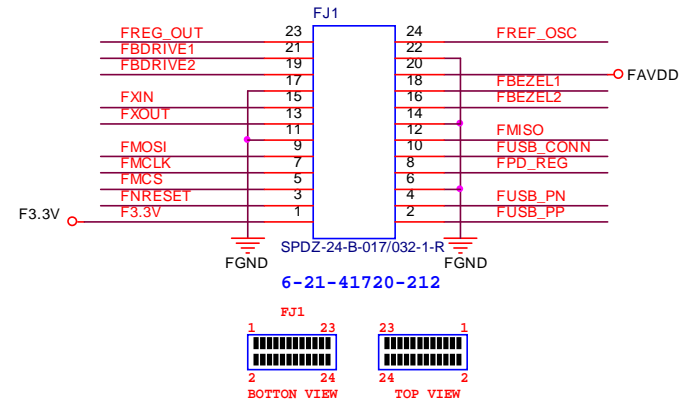 FJ1
FREG_OUT 23 24 FREF_OSC
FBDRIVE1 21 22
FBDRIVE2 19 20 FAVDD
17 18 FBEZEL1
FXIN 15 16 FBEZEL2
FXOUT 13 14
11 12 FMISO
FMOSI 9 10 FUSB_CONN
FMCLK 7 8 FPD_REG
FMCS 5 6
FNRESET 3 4 FUSB_PN
F3.3V F3.3V 1 2 FUSB_PP
SPDZ-24-B-017/032-1-R
FGND FGND
6-21-41720-212
FJ1
1 23 23 1
2 24 24 2
BOTTON VIEW TOP VIEW